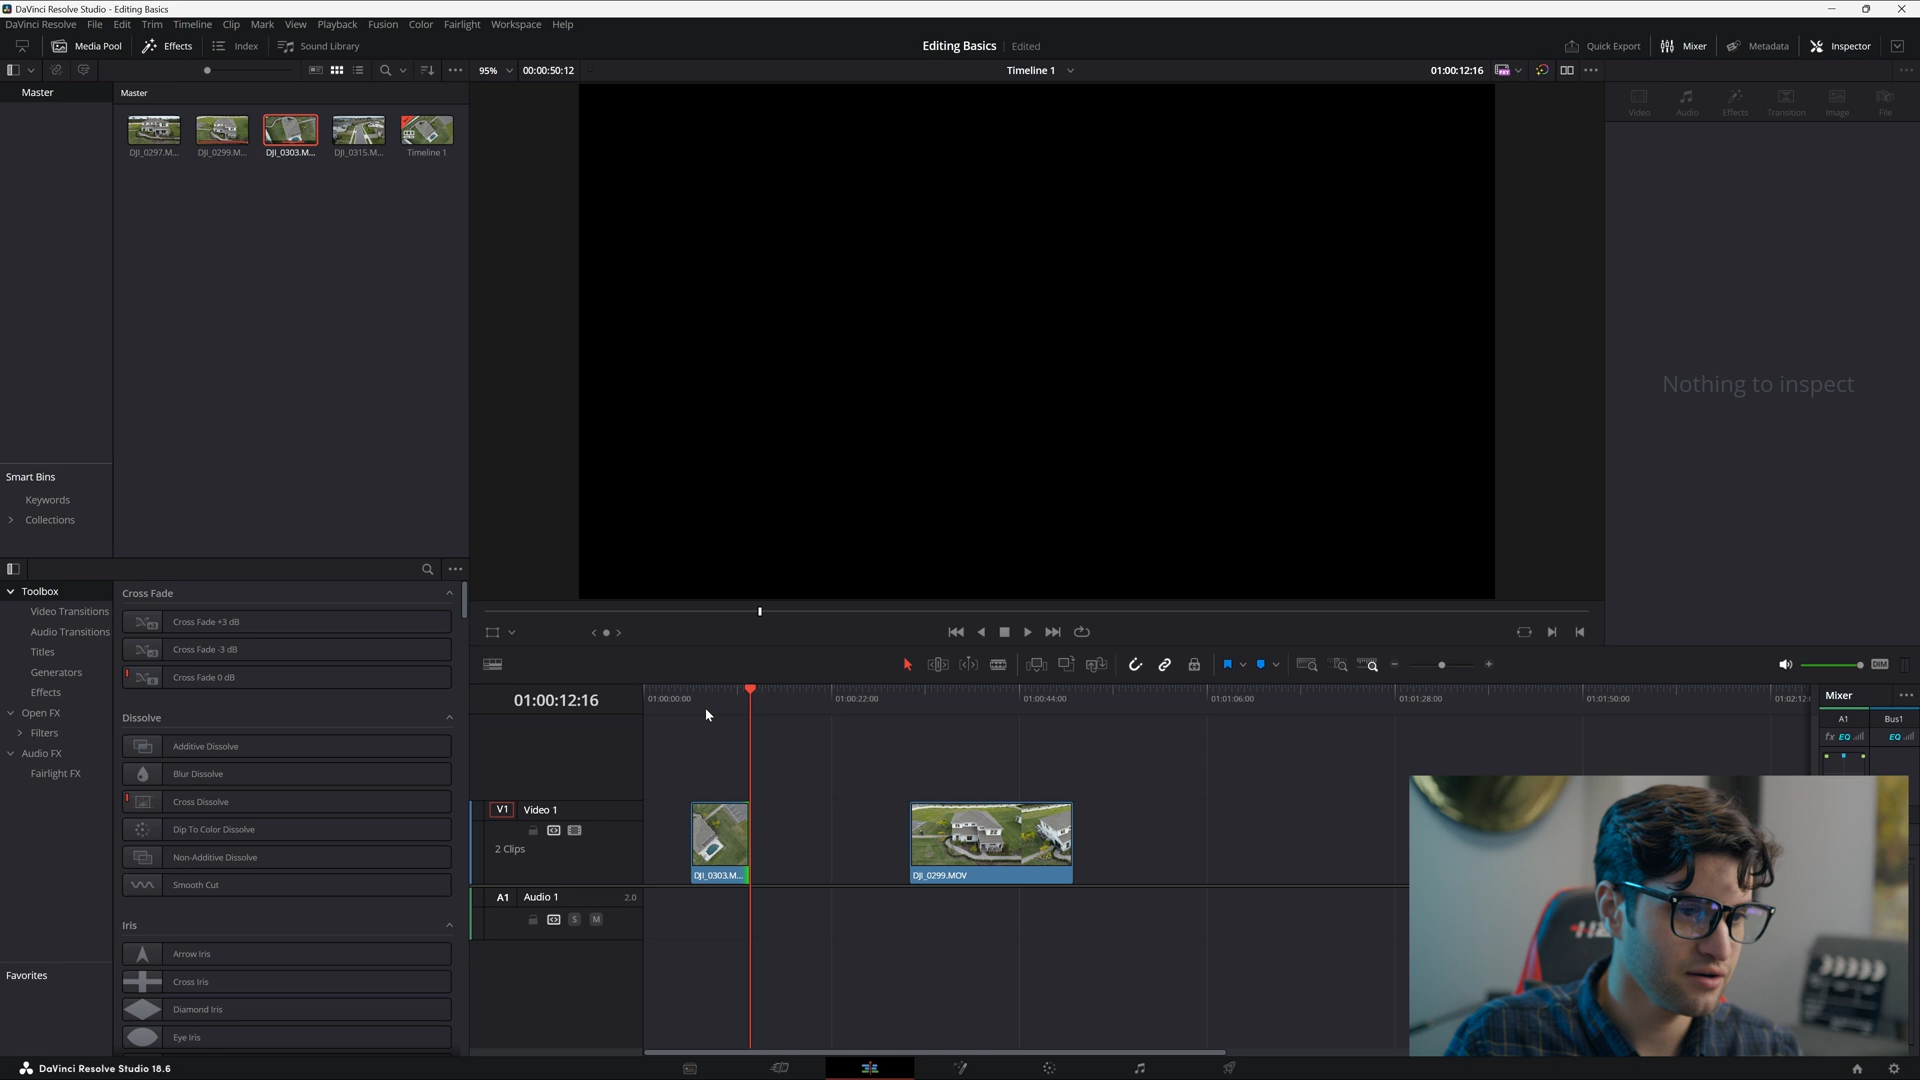 DaVinci Resolve Studio - Editing Basics
DaVinci Resolve File Edit Trim Timeline Clip Mark View Playback Fusion Color Fairlight Workspace Help
Media Pool Effects Index Sound Library Editing Basics Edited Quick Export Mixer Metadata Inspector
95% 00:00:50:12 Timeline 1 01:00:12:16
Master Master
Video Audio Effects Transition Image File
DJI_0297.M... DJI_0299.M... DJI_0303.M... DJI_0315.M... Timeline 1
Nothing to inspect
Smart Bins
Keywords
Collections
Toolbox
Video Transitions
Audio Transitions
Titles
Generators
Effects
Open FX
Filters
Audio FX
Fairlight FX
Favorites
Cross Fade
Cross Fade +3 dB
Cross Fade -3 dB
Cross Fade 0 dB
Dissolve
Additive Dissolve
Blur Dissolve
Cross Dissolve
Dip To Color Dissolve
Non-Additive Dissolve
Smooth Cut
Iris
Arrow Iris
Cross Iris
Diamond Iris
Eye Iris
DIM
01:00:12:16 01:00:00:00 01:00:22:00 01:00:44:00 01:01:06:00 01:01:28:00 01:01:50:00 01:02:12:
Mixer
A1 Bus1
fx EQ EQ
V1 Video 1
2 Clips
DJI_0303.M... DJI_0299.MOV
A1 Audio 1 2.0
S M
DaVinci Resolve Studio 18.6